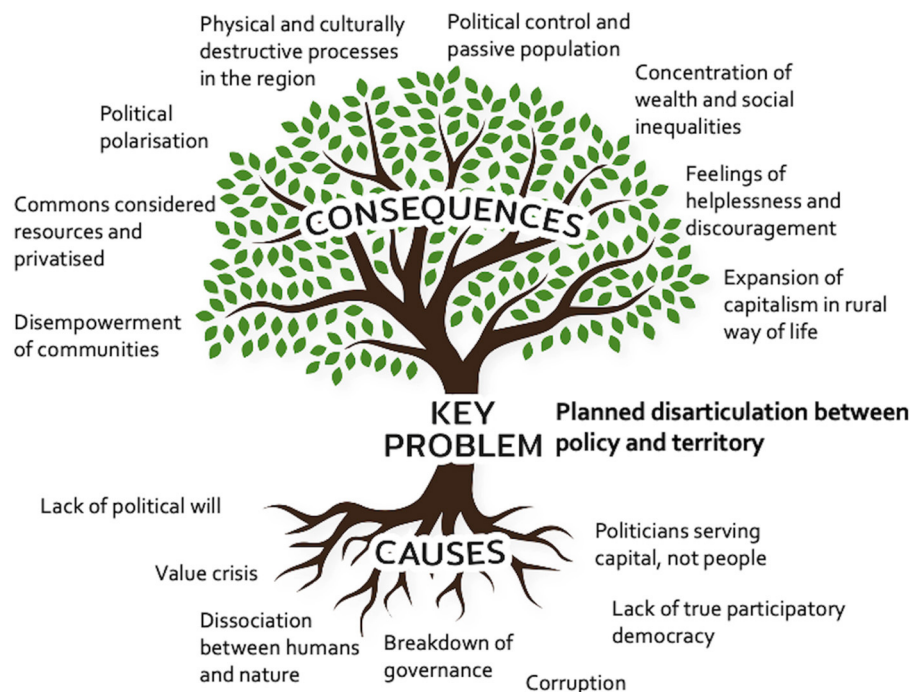 Physical and culturally
destructive processes
in the region
Political control and
passive population
Concentration of
wealth and social
inequalities
Political
polarisation
Feelings of
helplessness and
discouragement
Commons considered
resources and
privatised
CONSEQUENCES
Expansion of
capitalism in rural
way of life
Disempowerment
of communities
KEY
PROBLEM
Planned disarticulation between
policy and territory
Lack of political will
Politicians serving
capital, not people
CAUSES
Value crisis
Lack of true participatory
democracy
Dissociation
between humans
and nature
Breakdown of
governance
Corruption